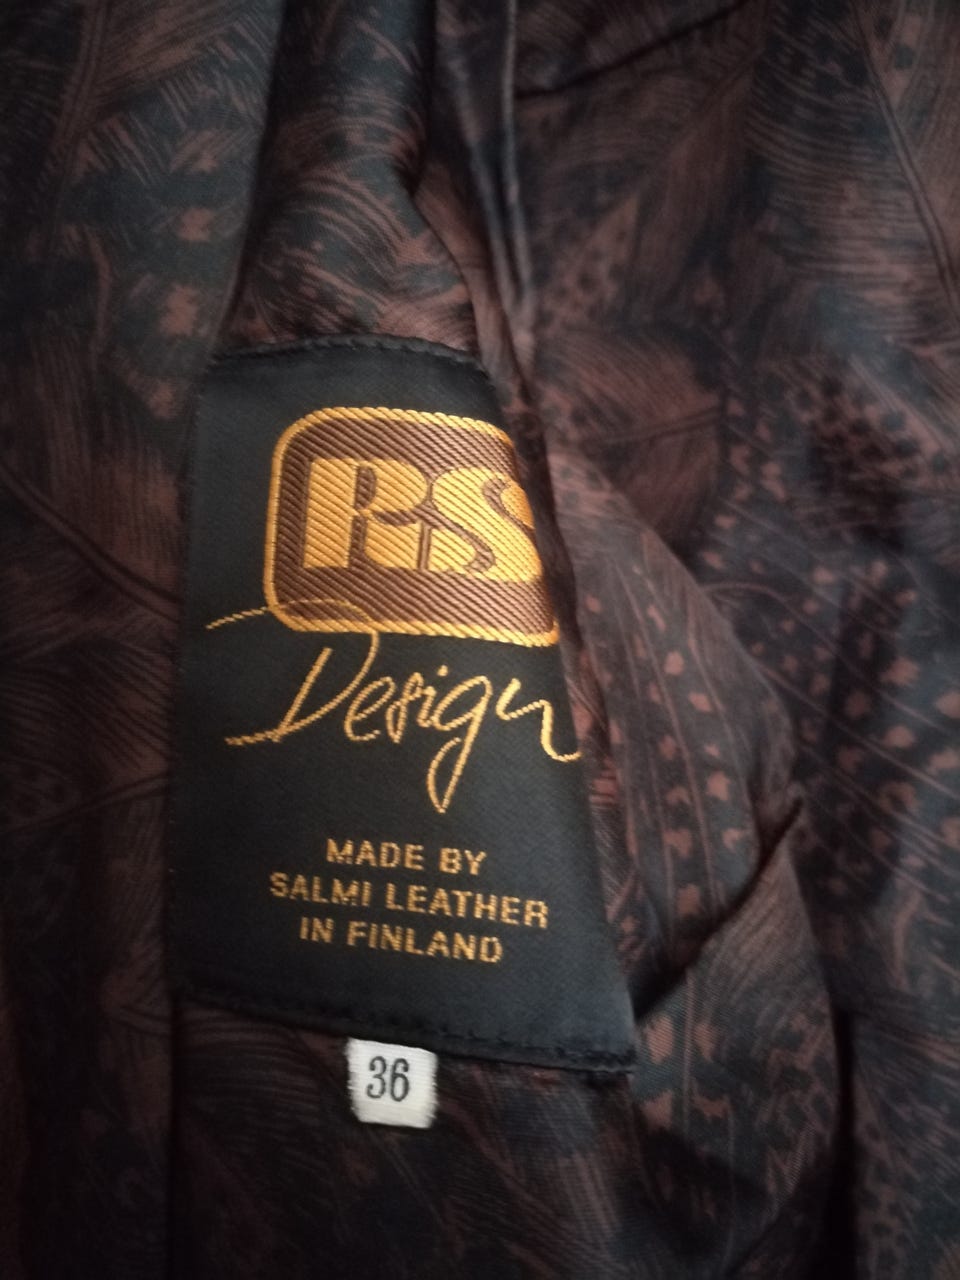 RS
Design
MADE BY
SALMI LEATHER
IN FINLAND
36